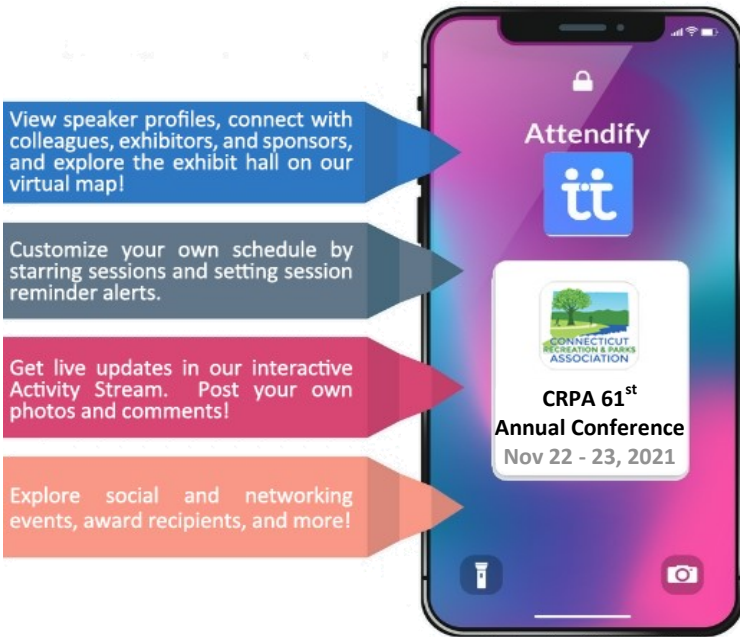 View speaker profiles, connect with
colleagues, exhibitors, and sponsors,
and explore the exhibit hall on our
virtual map!
Customize your own schedule by
starring sessions and setting session
reminder alerts.
Get live updates in our interactive
Activity Stream. Post your own
photos and comments!
Explore social and networking
events, award recipients, and more!
Attendify
CONNECTICUT
RECREATION & PARKS
ASSOCIATION
CRPA 61st
Annual Conference
Nov 22 - 23, 2021